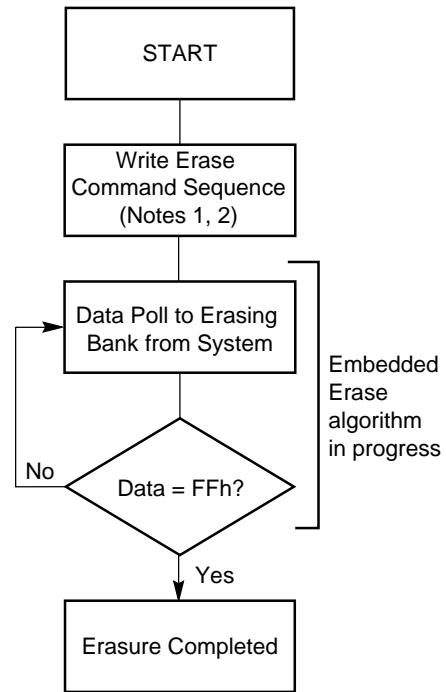 START
Write Erase
Command Sequence
(Notes 1, 2)
Data Poll to Erasing
Bank from System
Embedded
Erase
algorithm
in progress
No
Data = FFh?
Yes
Erasure Completed